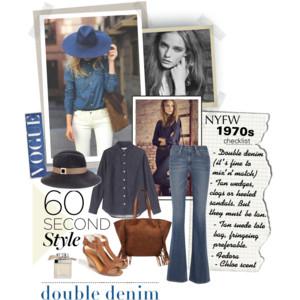 NYFW
1970s
checklist
- Double denim
(it's fine to
mix'n'match)
- Tan wedges,
clogs or heeled
sandals. But
they must be tan.
- Tan suede tote
bag, fringeing
preferable.
- Fedora
- Chloe scent
VOGUE
60
SECOND
Style
double denim